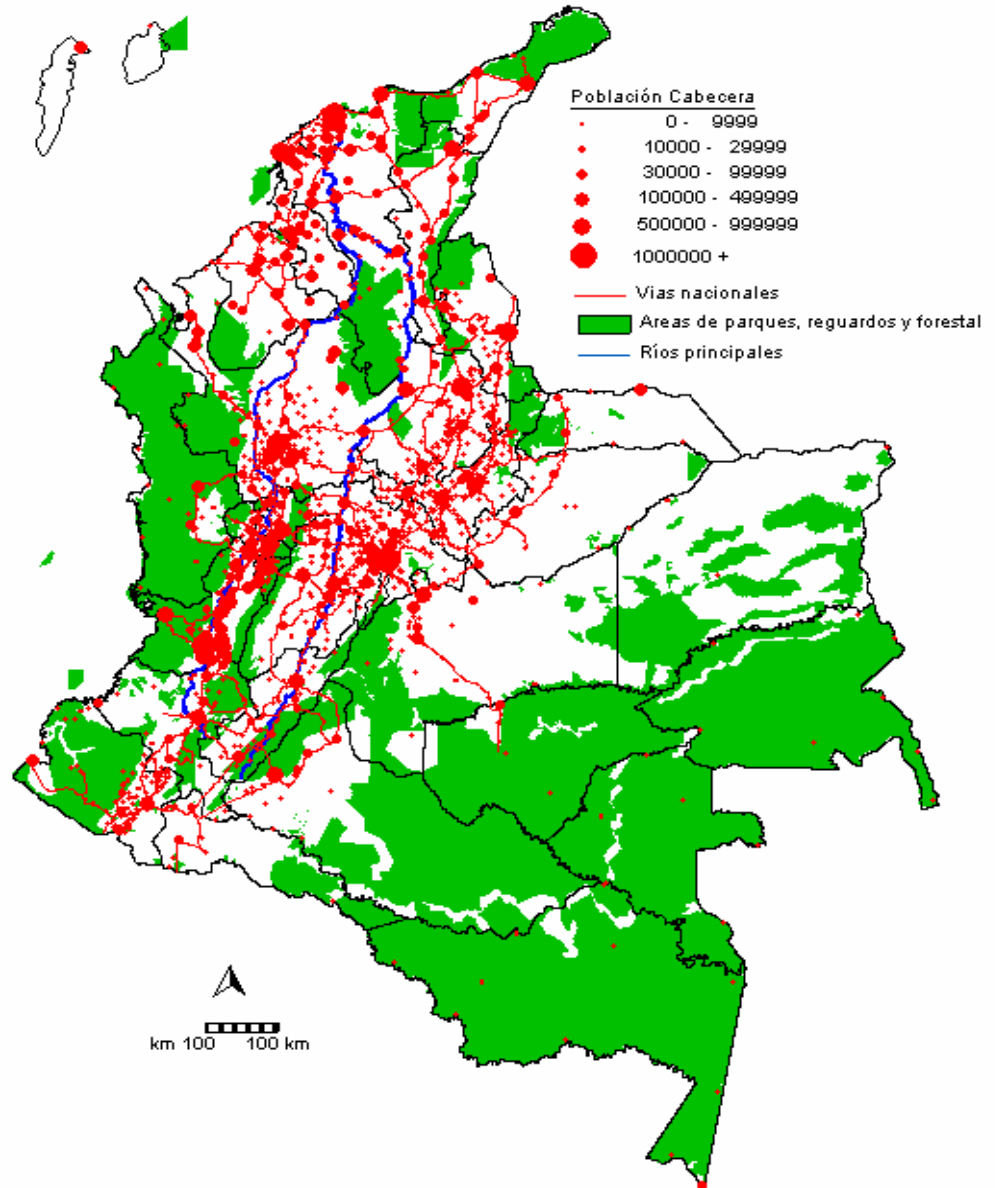 Población Cabecera
0 - 9999
10000 - 29999
30000 - 99999
100000 - 499999
500000 - 999999
1000000 +
Vias nacionales
Areas de parques, reguardos y forestal
Ríos principales
km 100 100 km